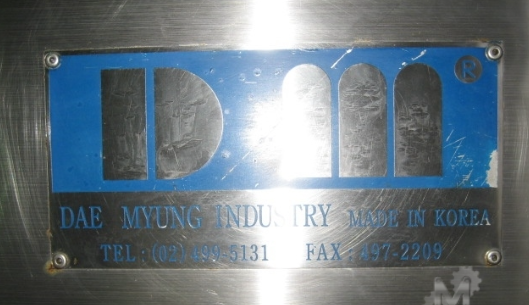 DM ®
DAE MYUNG INDUSTRY MADE IN KOREA
TEL : (02) 499-5131 FAX : 497-2209